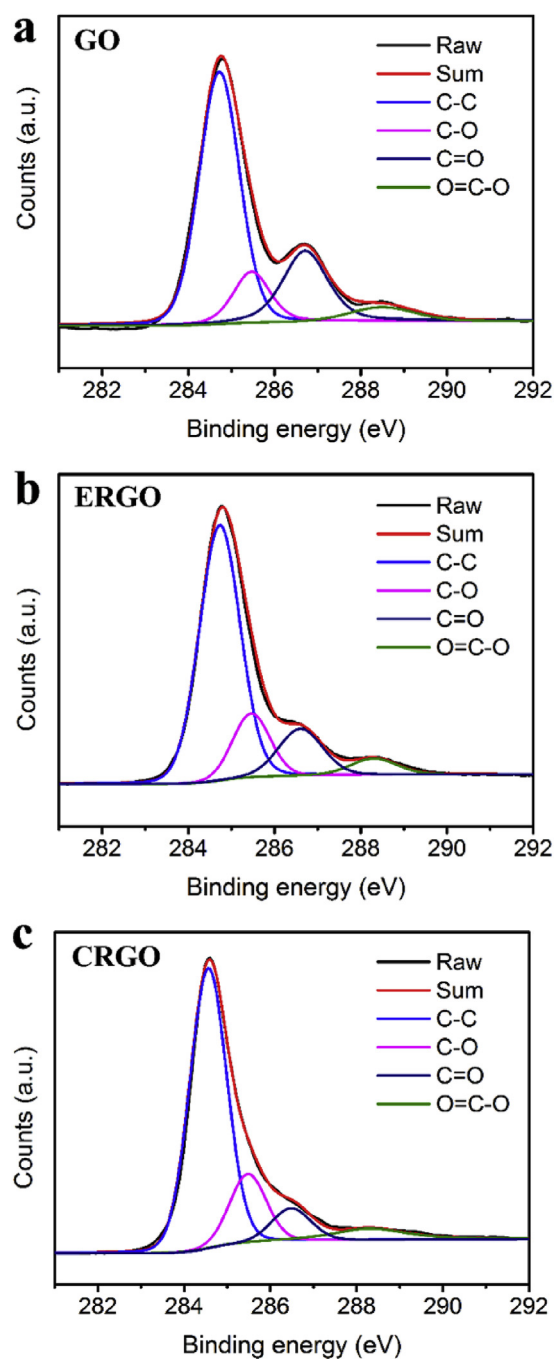 a
GO
Raw
Sum
C-C
C-O
C=O
O=C-O
Counts (a.u.)
282 284 286 288 290 292
Binding energy (eV)
b
ERGO
Raw
Sum
C-C
C-O
C=O
O=C-O
Counts (a.u.)
282 284 286 288 290 292
Binding energy (eV)
c
CRGO
Raw
Sum
C-C
C-O
C=O
O=C-O
Counts (a.u.)
282 284 286 288 290 292
Binding energy (eV)